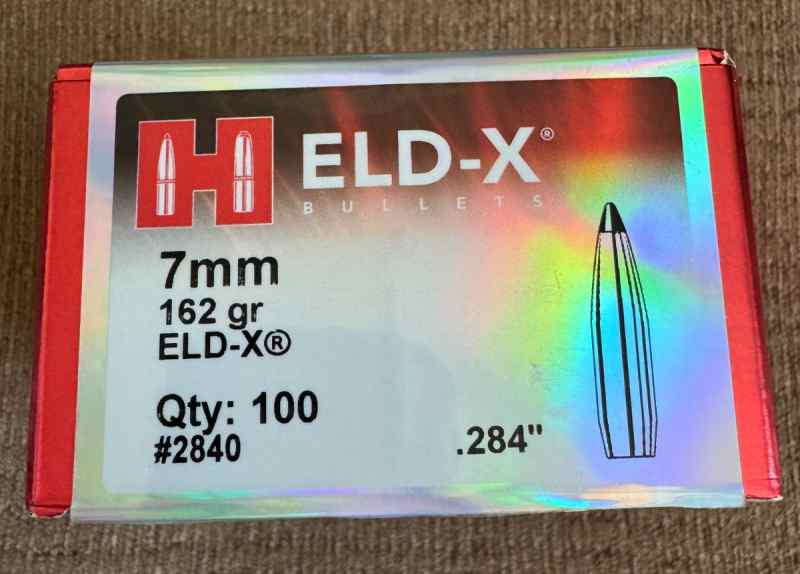 H ELD-X®
BULLETS
7mm
162 gr
ELD-X®
Qty: 100
#2840
.284"